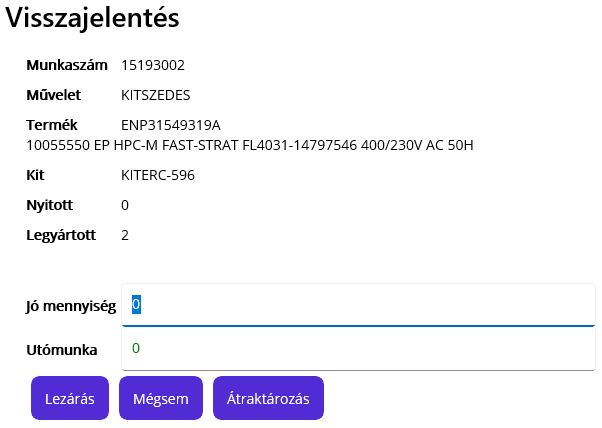 Visszajelentés
Munkaszám 15193002
Művelet KITSZEDES
Termék ENP31549319A
10055550 EP HPC-M FAST-STRAT FL4031-14797546 400/230V AC 50H
Kit KITERC-596
Nyitott 0
Legyártott 2
Jó mennyiség 0
Utómunka 0
Lezárás Mégsem Átraktározás